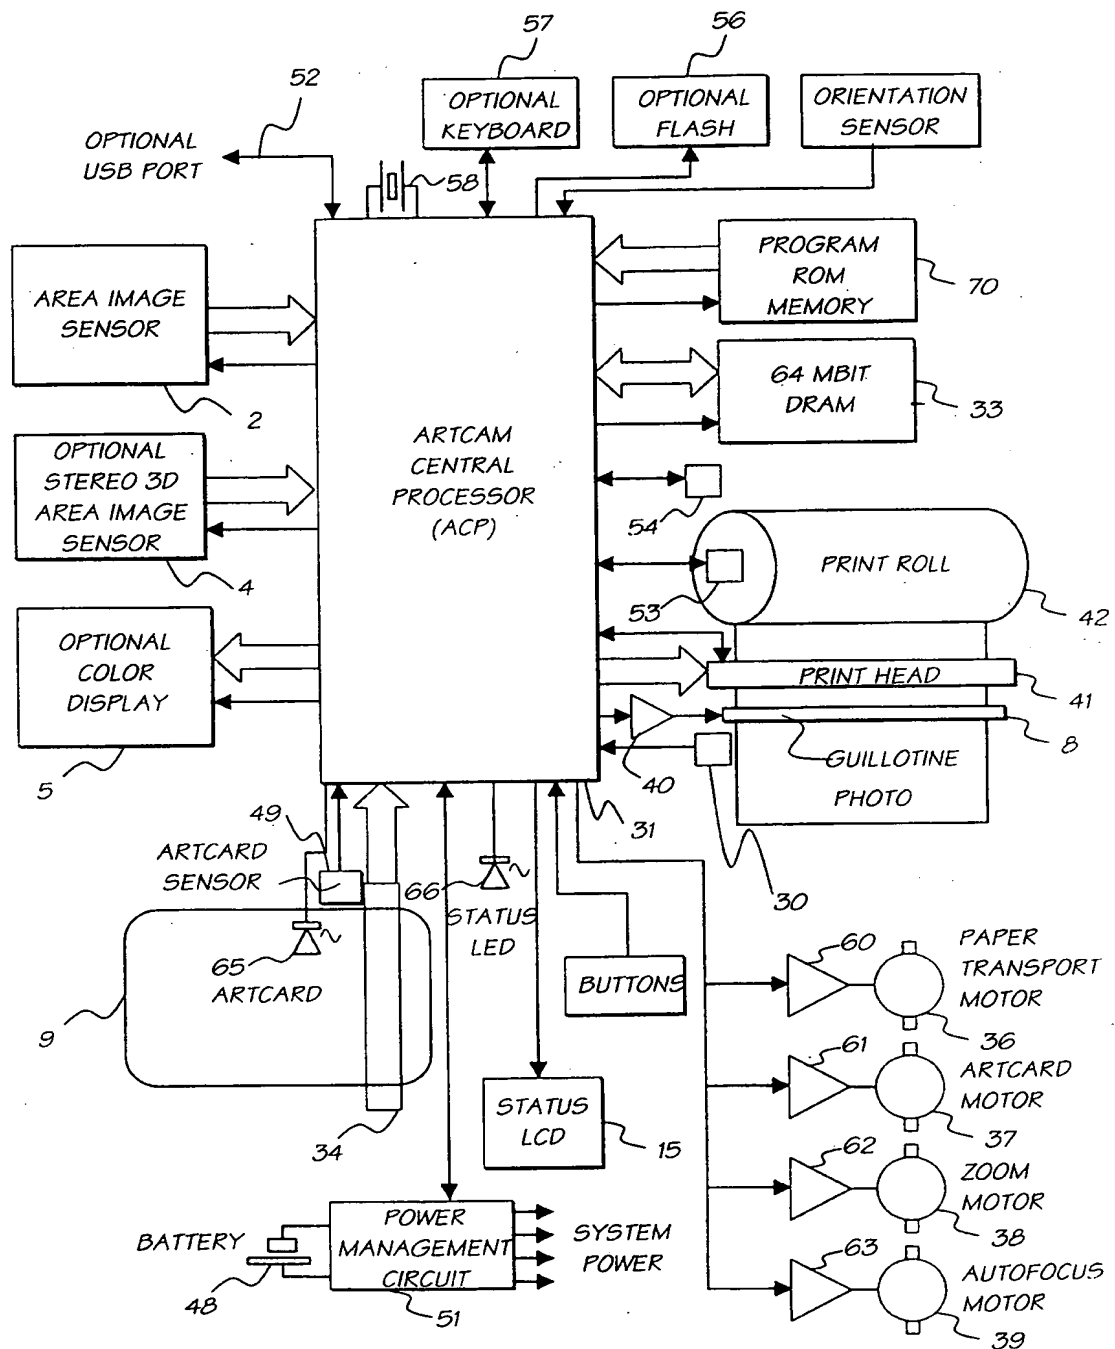 57
56
52
OPTIONAL
KEYBOARD
OPTIONAL
FLASH
ORIENTATION
SENSOR
OPTIONAL
USB PORT
58
AREA IMAGE
SENSOR
2
PROGRAM
ROM
MEMORY
70
64 MBIT
DRAM
33
OPTIONAL
STEREO 3D
AREA IMAGE
SENSOR
4
ARTCAM
CENTRAL
PROCESSOR
(ACP)
54
PRINT ROLL
53
42
OPTIONAL
COLOR
DISPLAY
5
PRINT HEAD
41
8
40
GUILLOTINE
PHOTO
31
30
49
ARTCARD
SENSOR
66
STATUS
LED
65
ARTCARD
9
34
BUTTONS
STATUS
LCD
15
60
PAPER
TRANSPORT
MOTOR
36
61
ARTCARD
MOTOR
37
62
ZOOM
MOTOR
38
63
AUTOFOCUS
MOTOR
39
BATTERY
48
POWER
MANAGEMENT
CIRCUIT
51
SYSTEM
POWER